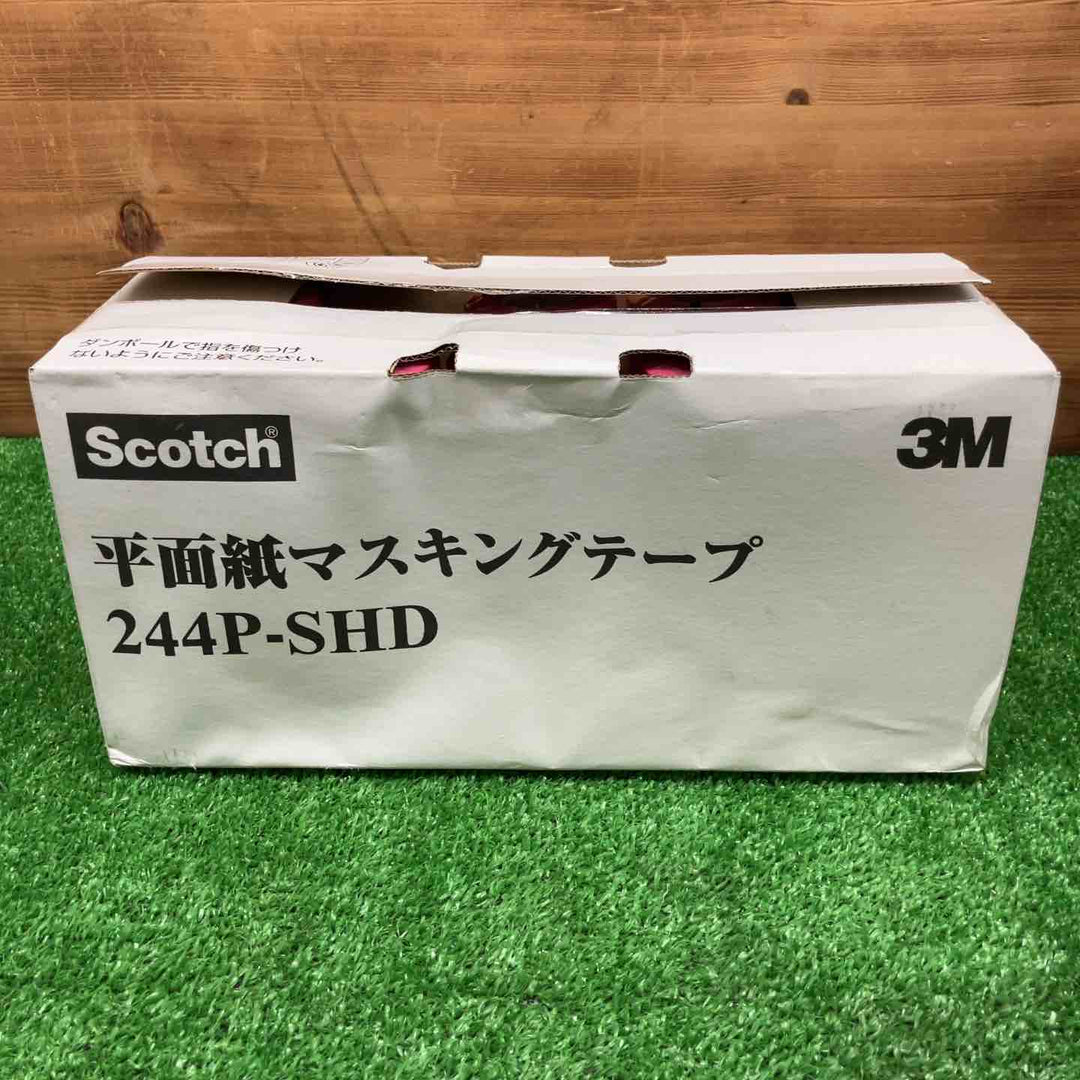 ダンボールで指を傷つけ
ないようにご注意ください。
Scotch®
3M
平面紙マスキングテープ
244P-SHD